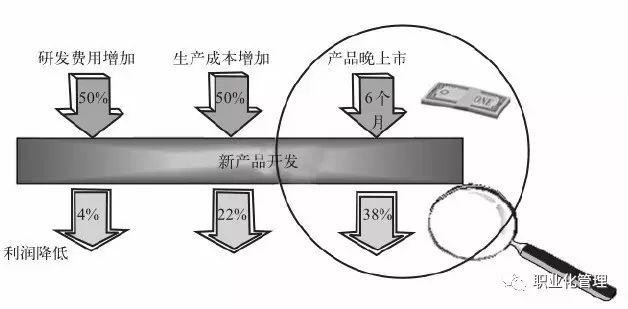 研发费用增加
生产成本增加
产品晚上市
50%
50%
6个
月
ONE
新产品开发
4%
22%
38%
利润降低
职业化管理